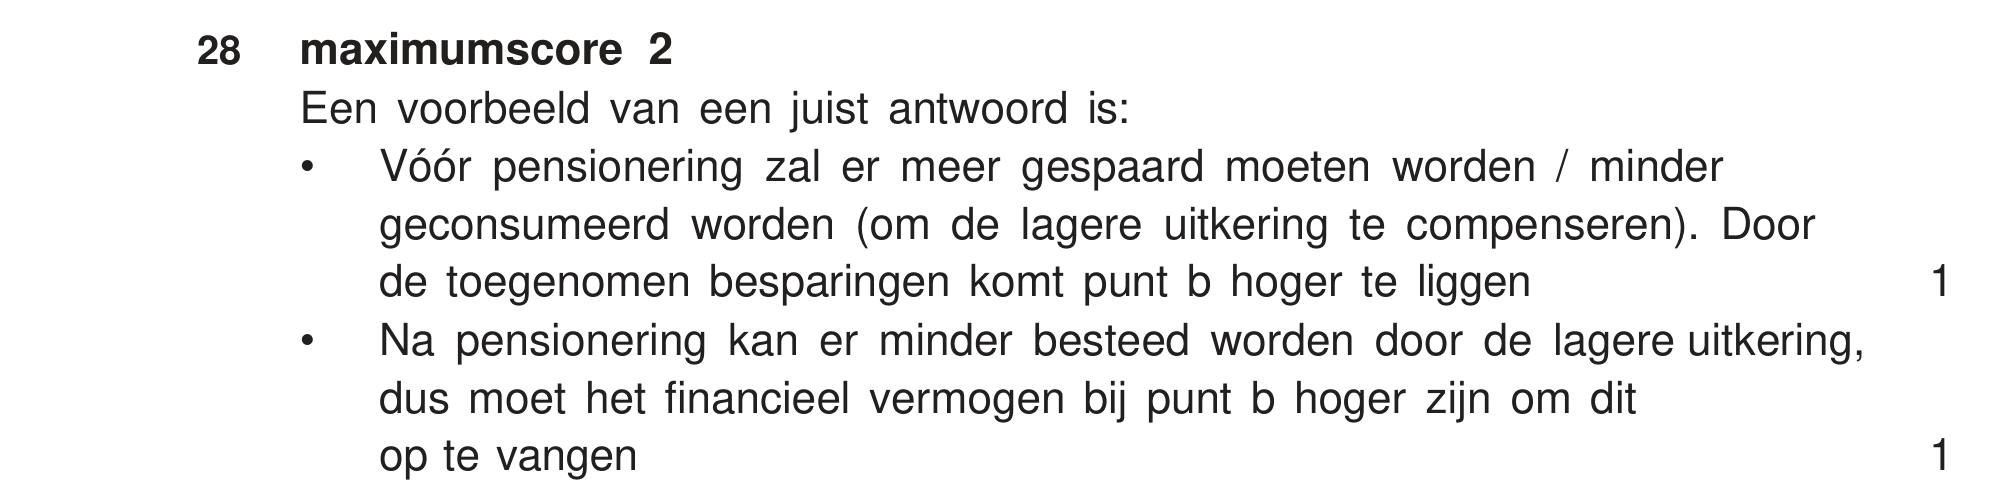 28 maximumscore 2
Een voorbeeld van een juist antwoord is:
• Vóór pensionering zal er meer gespaard moeten worden / minder
geconsumeerd worden (om de lagere uitkering te compenseren). Door
de toegenomen besparingen komt punt b hoger te liggen 1
• Na pensionering kan er minder besteed worden door de lagere uitkering,
dus moet het financieel vermogen bij punt b hoger zijn om dit
op te vangen 1